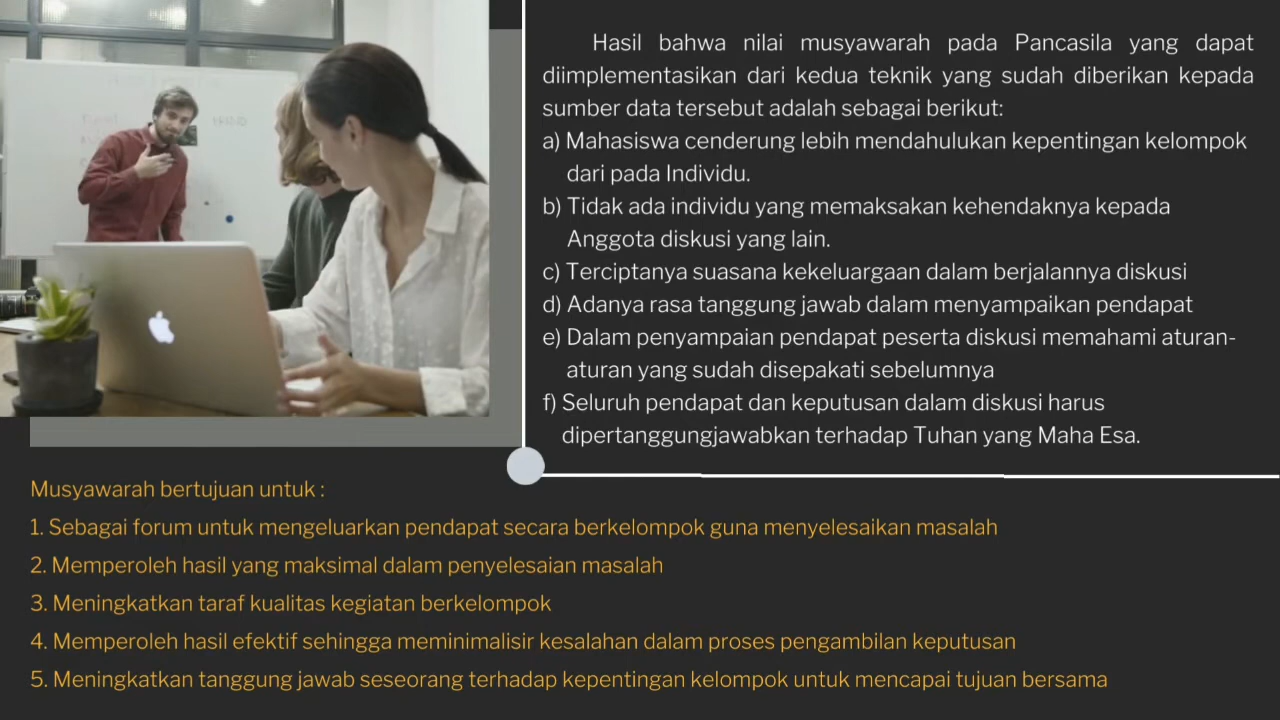 Hasil bahwa nilai musyawarah pada Pancasila yang dapat
diimplementasikan dari kedua teknik yang sudah diberikan kepada
sumber data tersebut adalah sebagai berikut:
a) Mahasiswa cenderung lebih mendahulukan kepentingan kelompok
dari pada Individu.
b) Tidak ada individu yang memaksakan kehendaknya kepada
Anggota diskusi yang lain.
c) Terciptanya suasana kekeluargaan dalam berjalannya diskusi
d) Adanya rasa tanggung jawab dalam menyampaikan pendapat
e) Dalam penyampaian pendapat peserta diskusi memahami aturan-
aturan yang sudah disepakati sebelumnya
f) Seluruh pendapat dan keputusan dalam diskusi harus
dipertanggungjawabkan terhadap Tuhan yang Maha Esa.
Musyawarah bertujuan untuk :
1. Sebagai forum untuk mengeluarkan pendapat secara berkelompok guna menyelesaikan masalah
2. Memperoleh hasil yang maksimal dalam penyelesaian masalah
3. Meningkatkan taraf kualitas kegiatan berkelompok
4. Memperoleh hasil efektif sehingga meminimalisir kesalahan dalam proses pengambilan keputusan
5. Meningkatkan tanggung jawab seseorang terhadap kepentingan kelompok untuk mencapai tujuan bersama